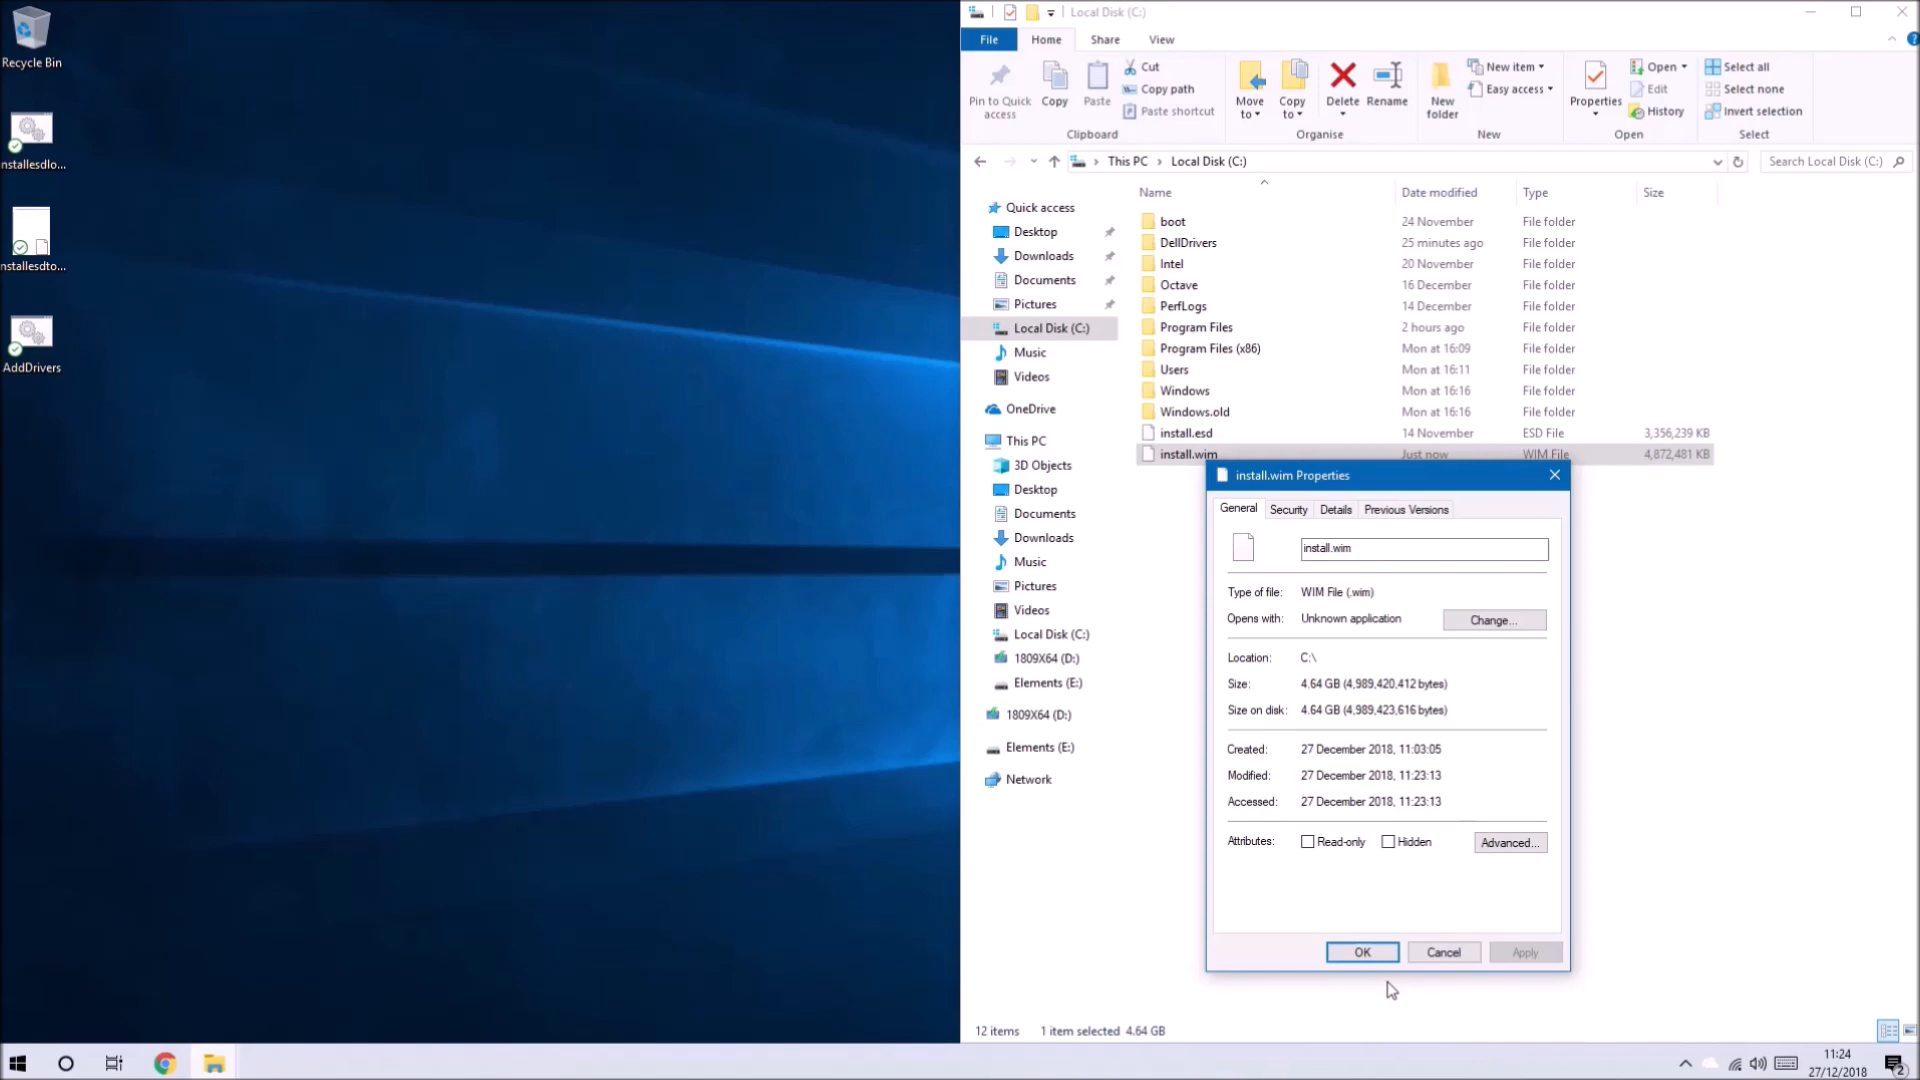 Recycle Bin
nstallesdlo...
nstallesdto...
AddDrivers
Local Disk (C:)
File
Home
Share
View
Pin to Quick access
Copy
Paste
Cut
Copy path
Paste shortcut
Clipboard
Move to
Copy to
Delete
Rename
Organise
New folder
New item
Easy access
New
Properties
Open
Edit
History
Open
Select all
Select none
Invert selection
Select
This PC > Local Disk (C:)
Search Local Disk (C:)
Name Date modified Type Size
Quick access
Desktop
Downloads
Documents
Pictures
Local Disk (C:)
Music
Videos
OneDrive
This PC
3D Objects
Desktop
Documents
Downloads
Music
Pictures
Videos
Local Disk (C:)
1809X64 (D:)
Elements (E:)
1809X64 (D:)
Elements (E:)
Network
boot 24 November File folder
DellDrivers 25 minutes ago File folder
Intel 20 November File folder
Octave 16 December File folder
PerfLogs 14 December File folder
Program Files 2 hours ago File folder
Program Files (x86) Mon at 16:09 File folder
Users Mon at 16:11 File folder
Windows Mon at 16:16 File folder
Windows.old Mon at 16:16 File folder
install.esd 14 November ESD File 3,356,239 KB
install.wim Just now WIM File 4,872,481 KB
install.wim Properties
General Security Details Previous Versions
install.wim
Type of file: WIM File (.wim)
Opens with: Unknown application Change...
Location: C:\
Size: 4.64 GB (4,989,420,412 bytes)
Size on disk: 4.64 GB (4,989,423,616 bytes)
Created: 27 December 2018, 11:03:05
Modified: 27 December 2018, 11:23:13
Accessed: 27 December 2018, 11:23:13
Attributes: Read-only Hidden Advanced...
OK Cancel Apply
12 items 1 item selected 4.64 GB
11:24
27/12/2018
2